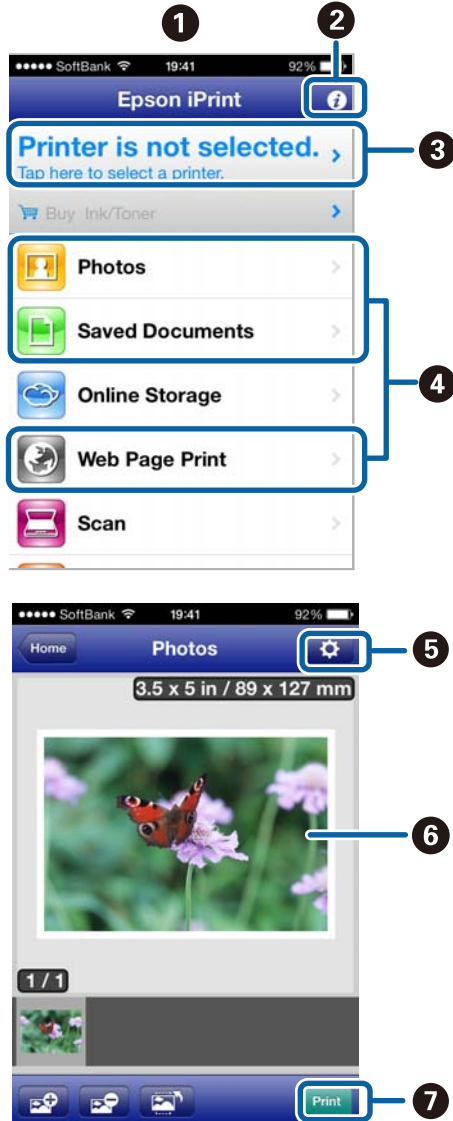 1 2
SoftBank 19:41 92%
Epson iPrint i
Printer is not selected.
Tap here to select a printer.
3
Buy Ink/Toner
Photos
Saved Documents
Online Storage
4
Web Page Print
Scan
SoftBank 19:41 92%
Home Photos 5
3.5 x 5 in / 89 x 127 mm
6
1 / 1
Print 7